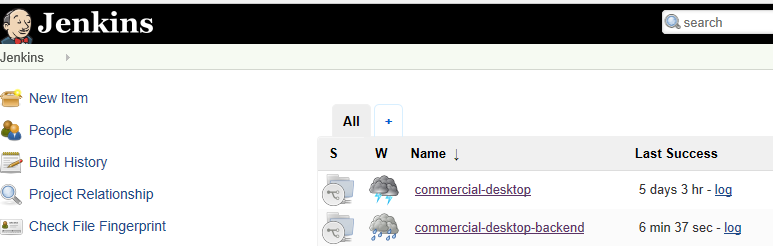 Jenkins
search
Jenkins
New Item
People
Build History
Project Relationship
Check File Fingerprint
All +
S W Name ↓ Last Success
commercial-desktop 5 days 3 hr - log
commercial-desktop-backend 6 min 37 sec - log